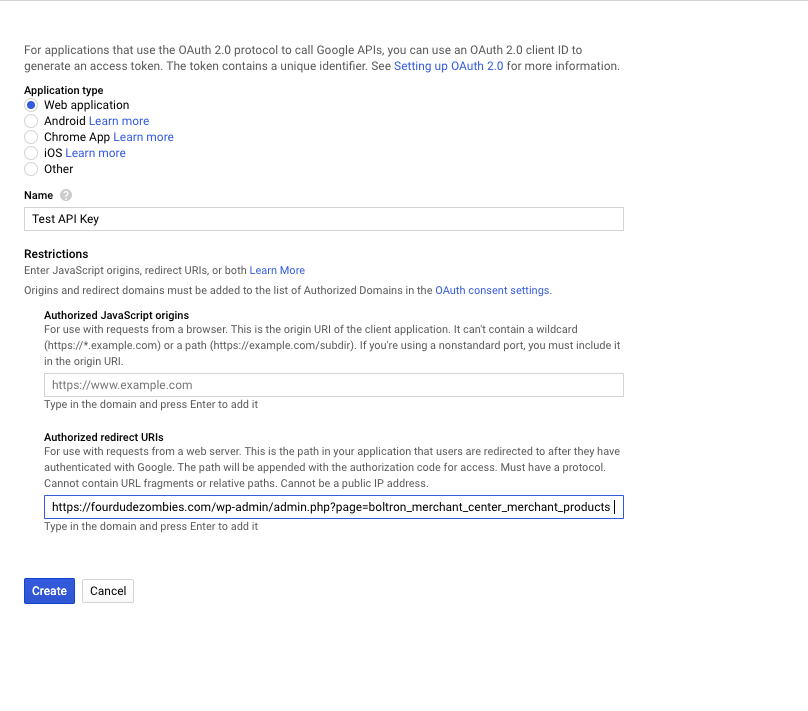 For applications that use the OAuth 2.0 protocol to call Google APIs, you can use an OAuth 2.0 client ID to
generate an access token. The token contains a unique identifier. See Setting up OAuth 2.0 for more information.
Application type
Web application
Android Learn more
Chrome App Learn more
iOS Learn more
Other
Name ?
Test API Key
Restrictions
Enter JavaScript origins, redirect URIs, or both Learn More
Origins and redirect domains must be added to the list of Authorized Domains in the OAuth consent settings.
Authorized JavaScript origins
For use with requests from a browser. This is the origin URI of the client application. It can't contain a wildcard
(https://*.example.com) or a path (https://example.com/subdir). If you're using a nonstandard port, you must include it
in the origin URI.
https://www.example.com
Type in the domain and press Enter to add it
Authorized redirect URIs
For use with requests from a web server. This is the path in your application that users are redirected to after they have
authenticated with Google. The path will be appended with the authorization code for access. Must have a protocol.
Cannot contain URL fragments or relative paths. Cannot be a public IP address.
https://fourdudezombies.com/wp-admin/admin.php?page=boltron_merchant_center_merchant_products
Type in the domain and press Enter to add it
Create Cancel